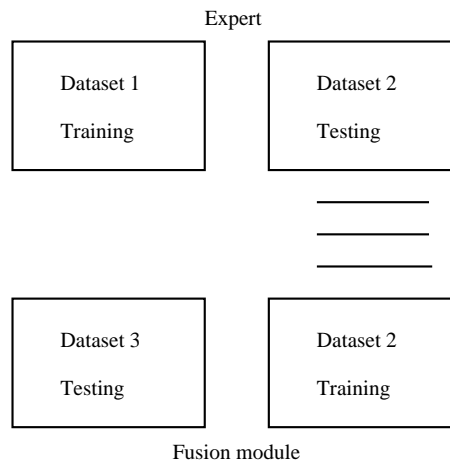 Expert
Dataset 1
Training
Dataset 2
Testing
Dataset 3
Testing
Dataset 2
Training
Fusion module